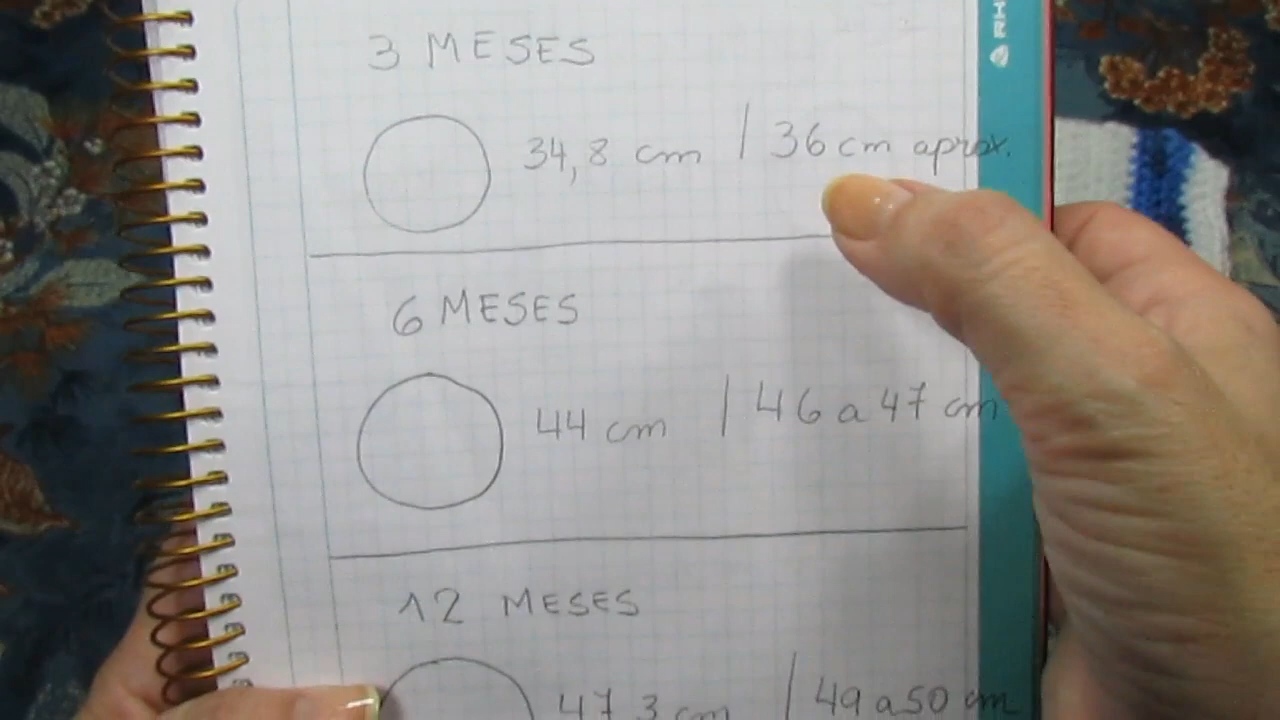 3 MESES
34,8 cm | 36 cm aprox.
6 MESES
44 cm | 46 a 47 cm
12 MESES
47,3 cm | 49 a 50 cm
RH